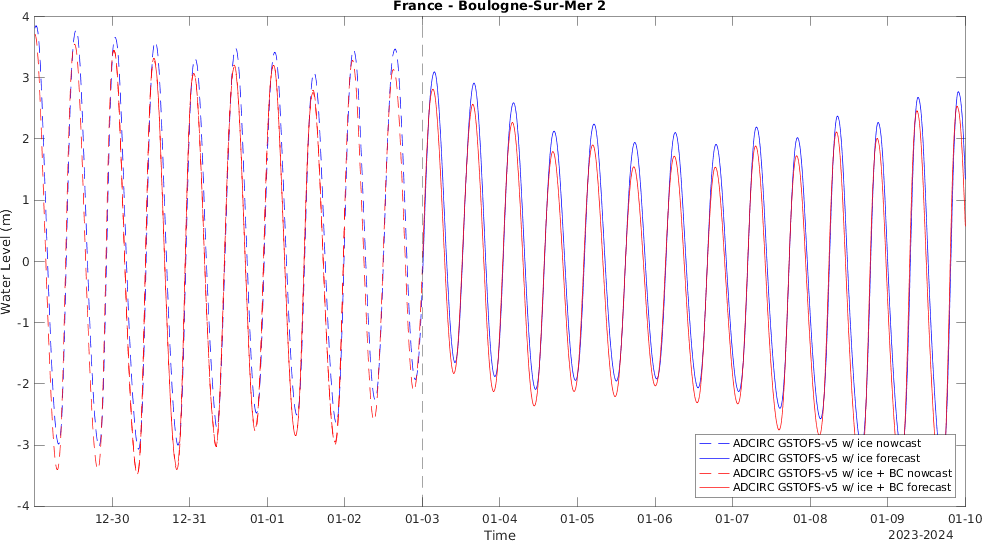 France - Boulogne-Sur-Mer 2
4
3
2
1
0
-1
-2
-3
-4
Water Level (m)
ADCIRC GSTOFS-v5 w/ ice nowcast
ADCIRC GSTOFS-v5 w/ ice forecast
ADCIRC GSTOFS-v5 w/ ice + BC nowcast
ADCIRC GSTOFS-v5 w/ ice + BC forecast
12-30 12-31 01-01 01-02 01-03 01-04 01-05 01-06 01-07 01-08 01-09 01-10
Time
2023-2024